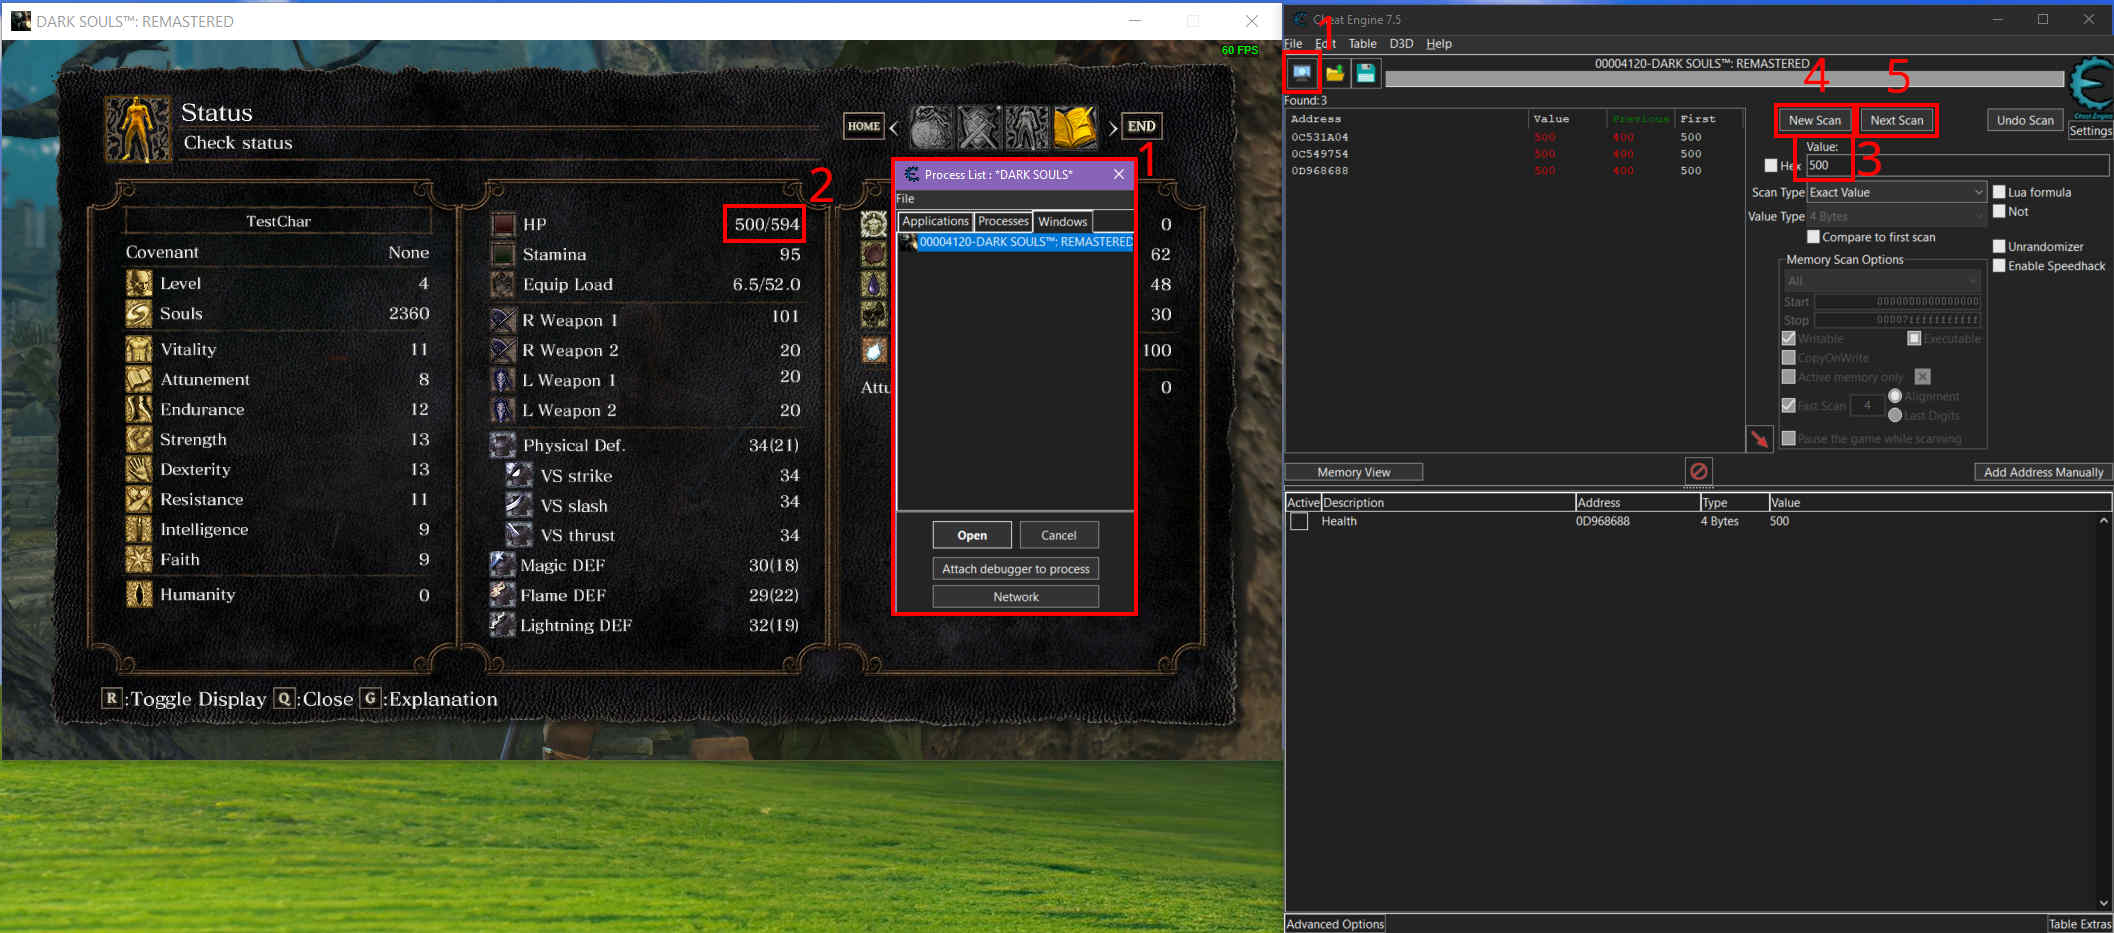 DARK SOULS™: REMASTERED
60 FPS
Status
Check status
HOME
END
1
2
TestChar
Covenant None
Level 4
Souls 2360
Vitality 11
Attunement 8
Endurance 12
Strength 13
Dexterity 13
Resistance 11
Intelligence 9
Faith 9
Humanity 0
HP 500/594
Stamina 95
Equip Load 6.5/52.0
R Weapon 1 101
R Weapon 2 20
L Weapon 1 20
L Weapon 2 20
Physical Def. 34(21)
VS strike 34
VS slash 34
VS thrust 34
Magic DEF 30(18)
Flame DEF 29(22)
Lightning DEF 32(19)
0
62
48
30
100
Attu 0
R:Toggle Display Q:Close G:Explanation
Process List : *DARK SOULS*
File
Applications Processes Windows
00004120-DARK SOULS™: REMASTERED
Open Cancel
Attach debugger to process
Network
Cheat Engine 7.5
1
File Edit Table D3D Help
00004120-DARK SOULS™: REMASTERED
4 5
Found:3
Address Value Previous First
0C531A04 500 400 500
0C549754 500 400 500
0D968688 500 400 500
New Scan Next Scan Undo Scan
Cheat Engine
Settings
Value:
3
Hex 500
Scan Type Exact Value
Lua formula
Not
Value Type 4 Bytes
Compare to first scan
Unrandomizer
Enable Speedhack
Memory Scan Options
All
Start 0000000000000000
Stop 00007fffffffffff
Writable Executable
CopyOnWrite
Active memory only
Fast Scan 4 Alignment
Last Digits
Pause the game while scanning
Memory View Add Address Manually
Active Description Address Type Value
Health 0D968688 4 Bytes 500
Advanced Options Table Extras